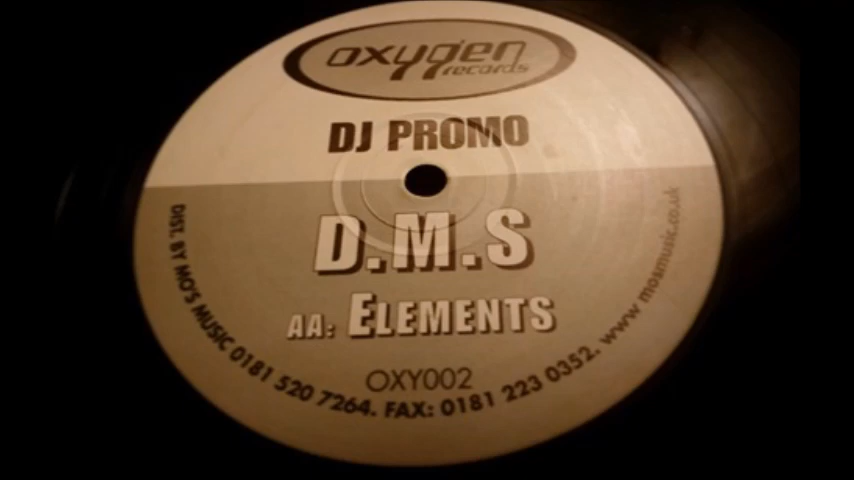 oxygen
records
DJ PROMO
D.M.S
AA: ELEMENTS
OXY002
DIST. BY MO'S MUSIC 0181 520 7264. FAX: 0181 223 0352. www mosmusic.co.uk